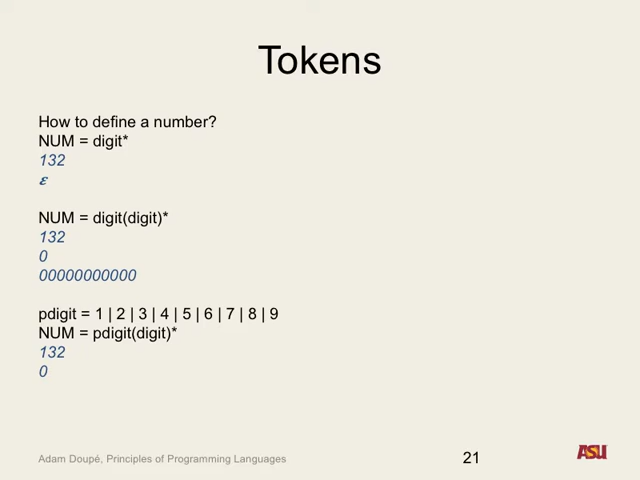 Tokens
How to define a number?
NUM = digit*
132
ε
NUM = digit(digit)*
132
0
00000000000
pdigit = 1 | 2 | 3 | 4 | 5 | 6 | 7 | 8 | 9
NUM = pdigit(digit)*
132
0
Adam Doupé, Principles of Programming Languages
21
ASU